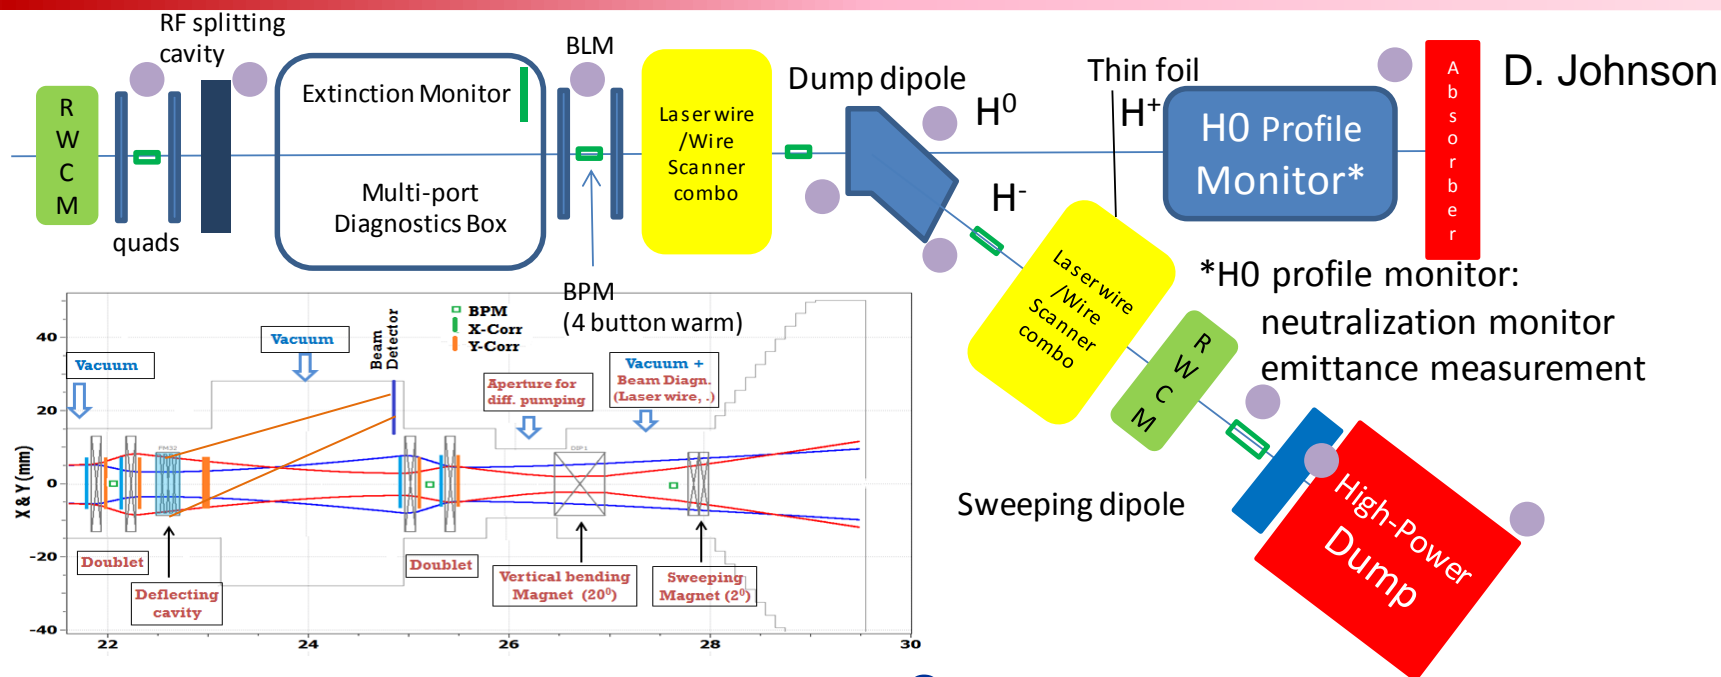 RF splitting
cavity
BLM
D. Johnson
Dump dipole
Thin foil
H⁰
H⁺
RWCM
Extinction Monitor
Multi-port
Diagnostics Box
quads
Laser wire
/Wire
Scanner
combo
H⁻
H0 Profile
Monitor*
Absorber
BPM
(4 button warm)
Laser wire
/Wire
Scanner
combo
RWCM
*H0 profile monitor:
neutralization monitor
emittance measurement
Sweeping dipole
High-Power
Dump
BPM
X-Corr
Y-Corr
Beam
Detector
Vacuum
Vacuum
Aperture for
diff. pumping
Vacuum +
Beam Diagn.
(Laser wire, .)
X & Y (mm)
40
20
0
-20
-40
PM32
Doublet
Deflecting
cavity
Doublet
Vertical bending
Magnet (20⁰)
Sweeping
Magnet (2⁰)
22
24
26
28
30